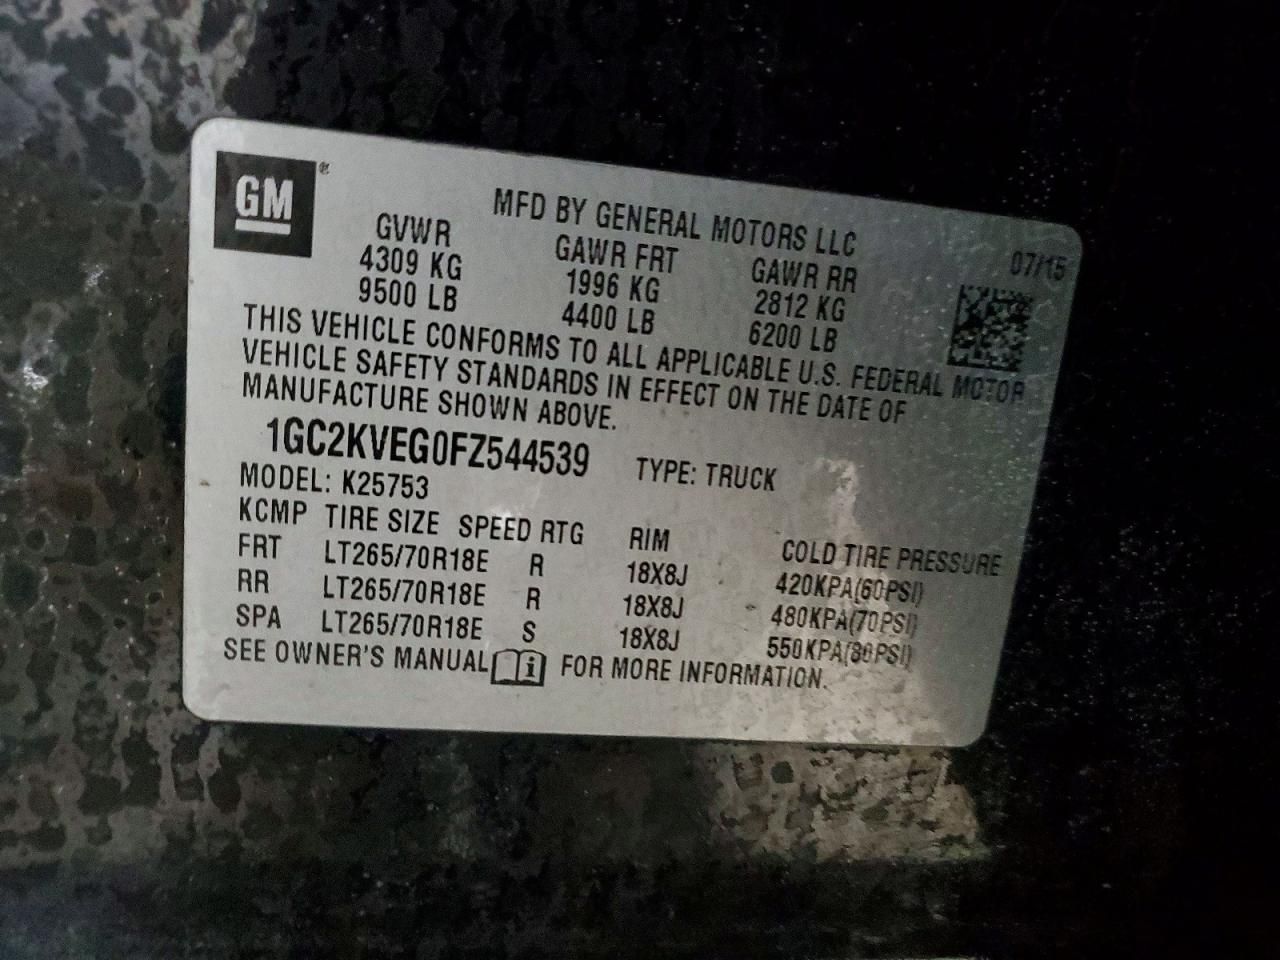 GM®
MFD BY GENERAL MOTORS LLC
07/15
GVWR GAWR FRT GAWR RR
4309 KG 1996 KG 2812 KG
9500 LB 4400 LB 6200 LB
THIS VEHICLE CONFORMS TO ALL APPLICABLE U.S. FEDERAL MOTOR
VEHICLE SAFETY STANDARDS IN EFFECT ON THE DATE OF
MANUFACTURE SHOWN ABOVE.
1GC2KVEG0FZ544539 TYPE: TRUCK
MODEL: K25753
KCMP TIRE SIZE SPEED RTG RIM COLD TIRE PRESSURE
FRT LT265/70R18E R 18X8J 420KPA(60PSI)
RR LT265/70R18E R 18X8J 480KPA(70PSI)
SPA LT265/70R18E S 18X8J 550KPA(80PSI)
SEE OWNER'S MANUAL i FOR MORE INFORMATION.